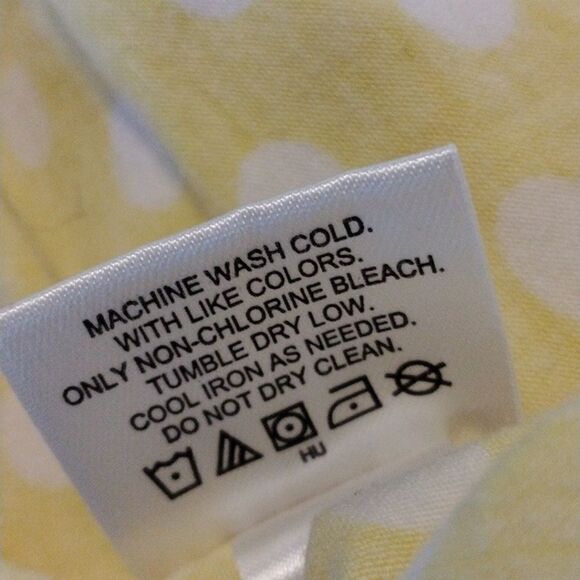 MACHINE WASH COLD.
WITH LIKE COLORS.
ONLY NON-CHLORINE BLEACH.
TUMBLE DRY LOW.
COOL IRON AS NEEDED.
DO NOT DRY CLEAN.
HU